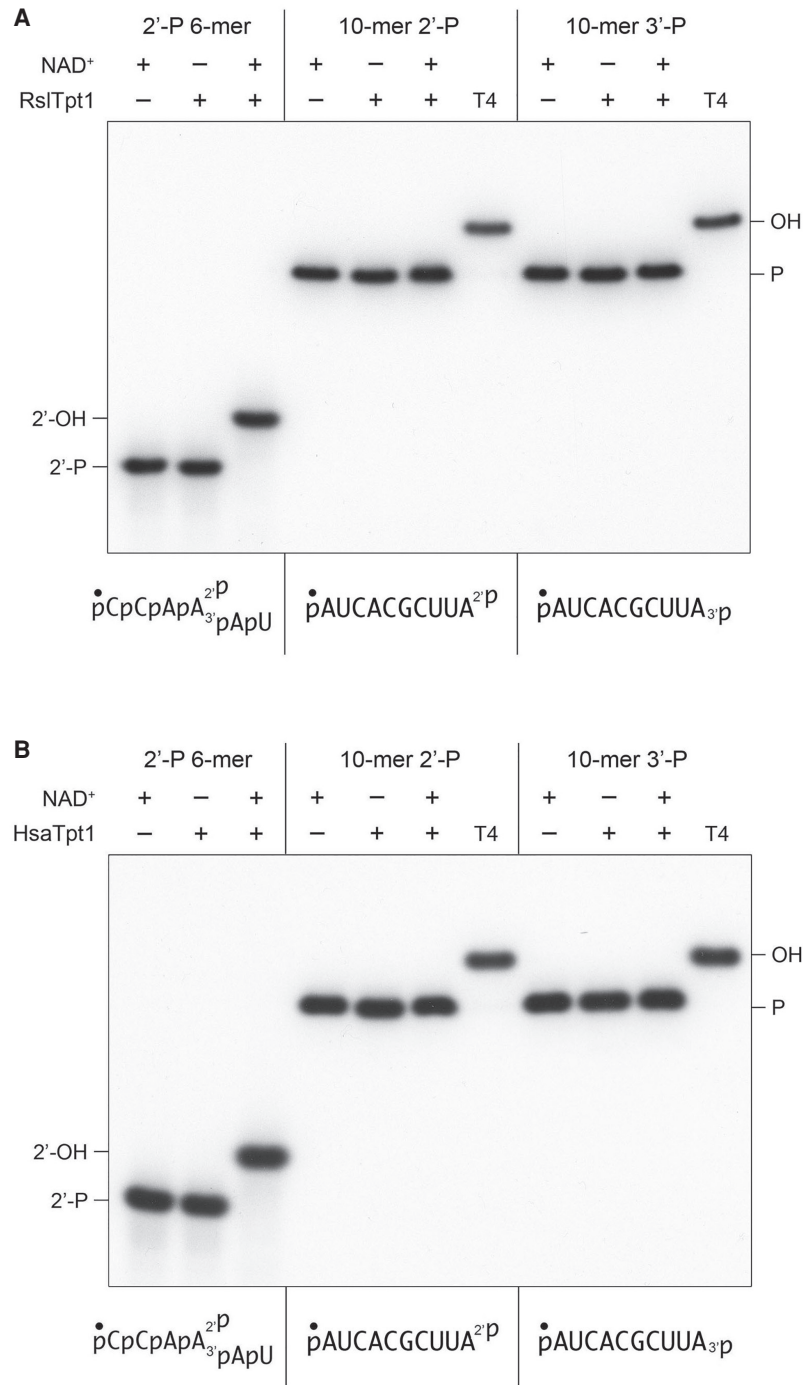 A
2'-P 6-mer 10-mer 2'-P 10-mer 3'-P
NAD⁺ + − + + − + + − +
RslTpt1 − + + − + + T4 − + + T4
OH
P
2'-OH
2'-P
pCpCpApA2'p3'pApU pAUCACGCUUA2'p pAUCACGCUUA3'p
B
2'-P 6-mer 10-mer 2'-P 10-mer 3'-P
NAD⁺ + − + + − + + − +
HsaTpt1 − + + − + + T4 − + + T4
OH
P
2'-OH
2'-P
pCpCpApA2'p3'pApU pAUCACGCUUA2'p pAUCACGCUUA3'p